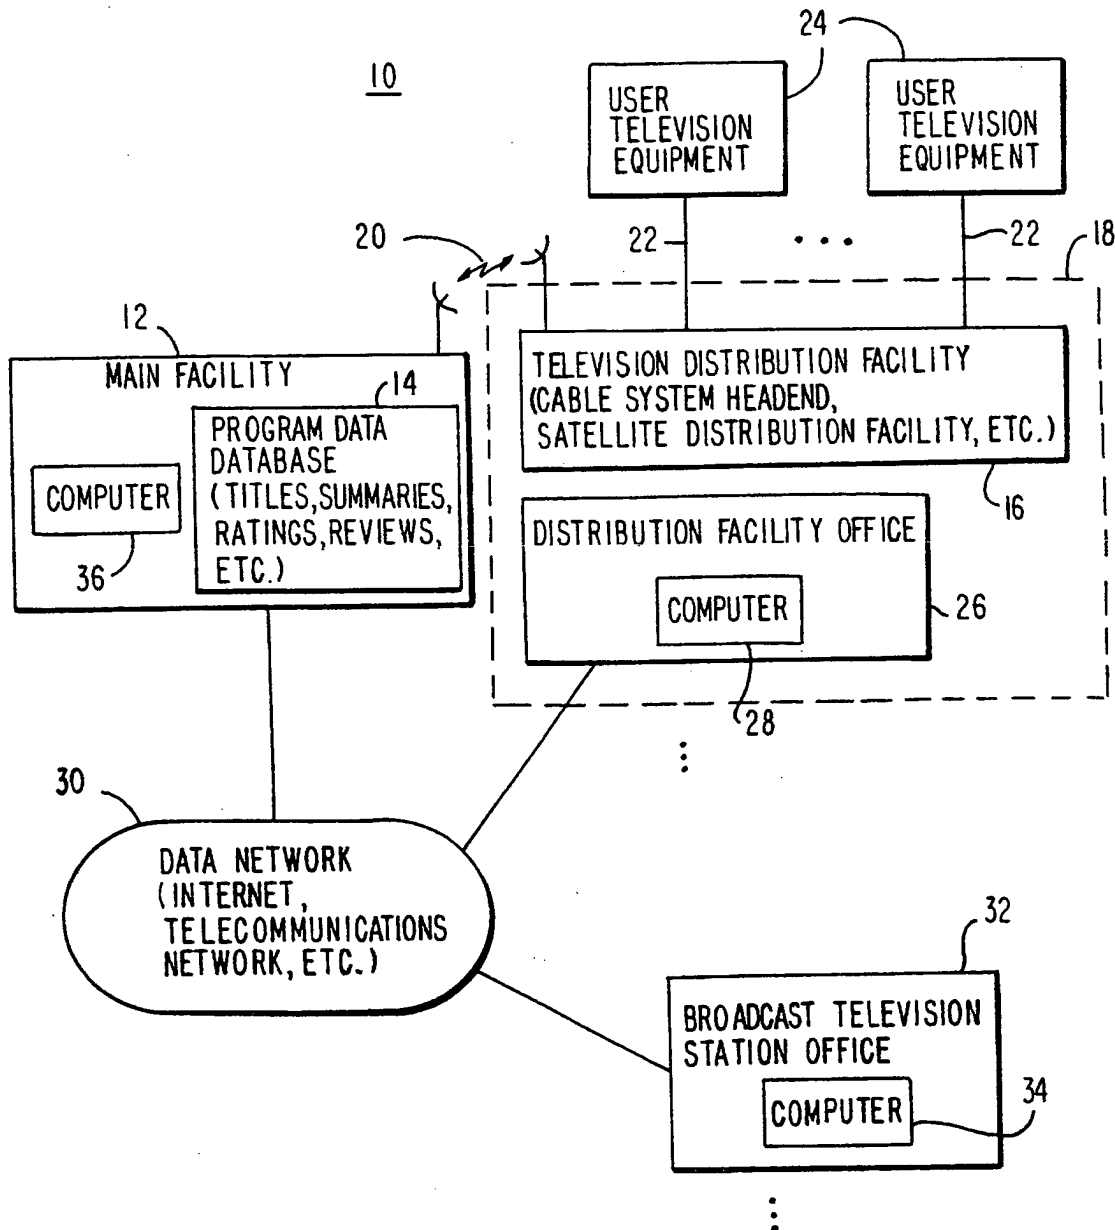 10
24
USER
TELEVISION
EQUIPMENT
USER
TELEVISION
EQUIPMENT
20
22
22
18
12
MAIN FACILITY
14
PROGRAM DATA
DATABASE
(TITLES,SUMMARIES,
RATINGS,REVIEWS,
ETC.)
COMPUTER
36
TELEVISION DISTRIBUTION FACILITY
(CABLE SYSTEM HEADEND,
SATELLITE DISTRIBUTION FACILITY, ETC.)
16
DISTRIBUTION FACILITY OFFICE
COMPUTER
26
28
30
DATA NETWORK
(INTERNET,
TELECOMMUNICATIONS
NETWORK, ETC.)
32
BROADCAST TELEVISION
STATION OFFICE
COMPUTER
34